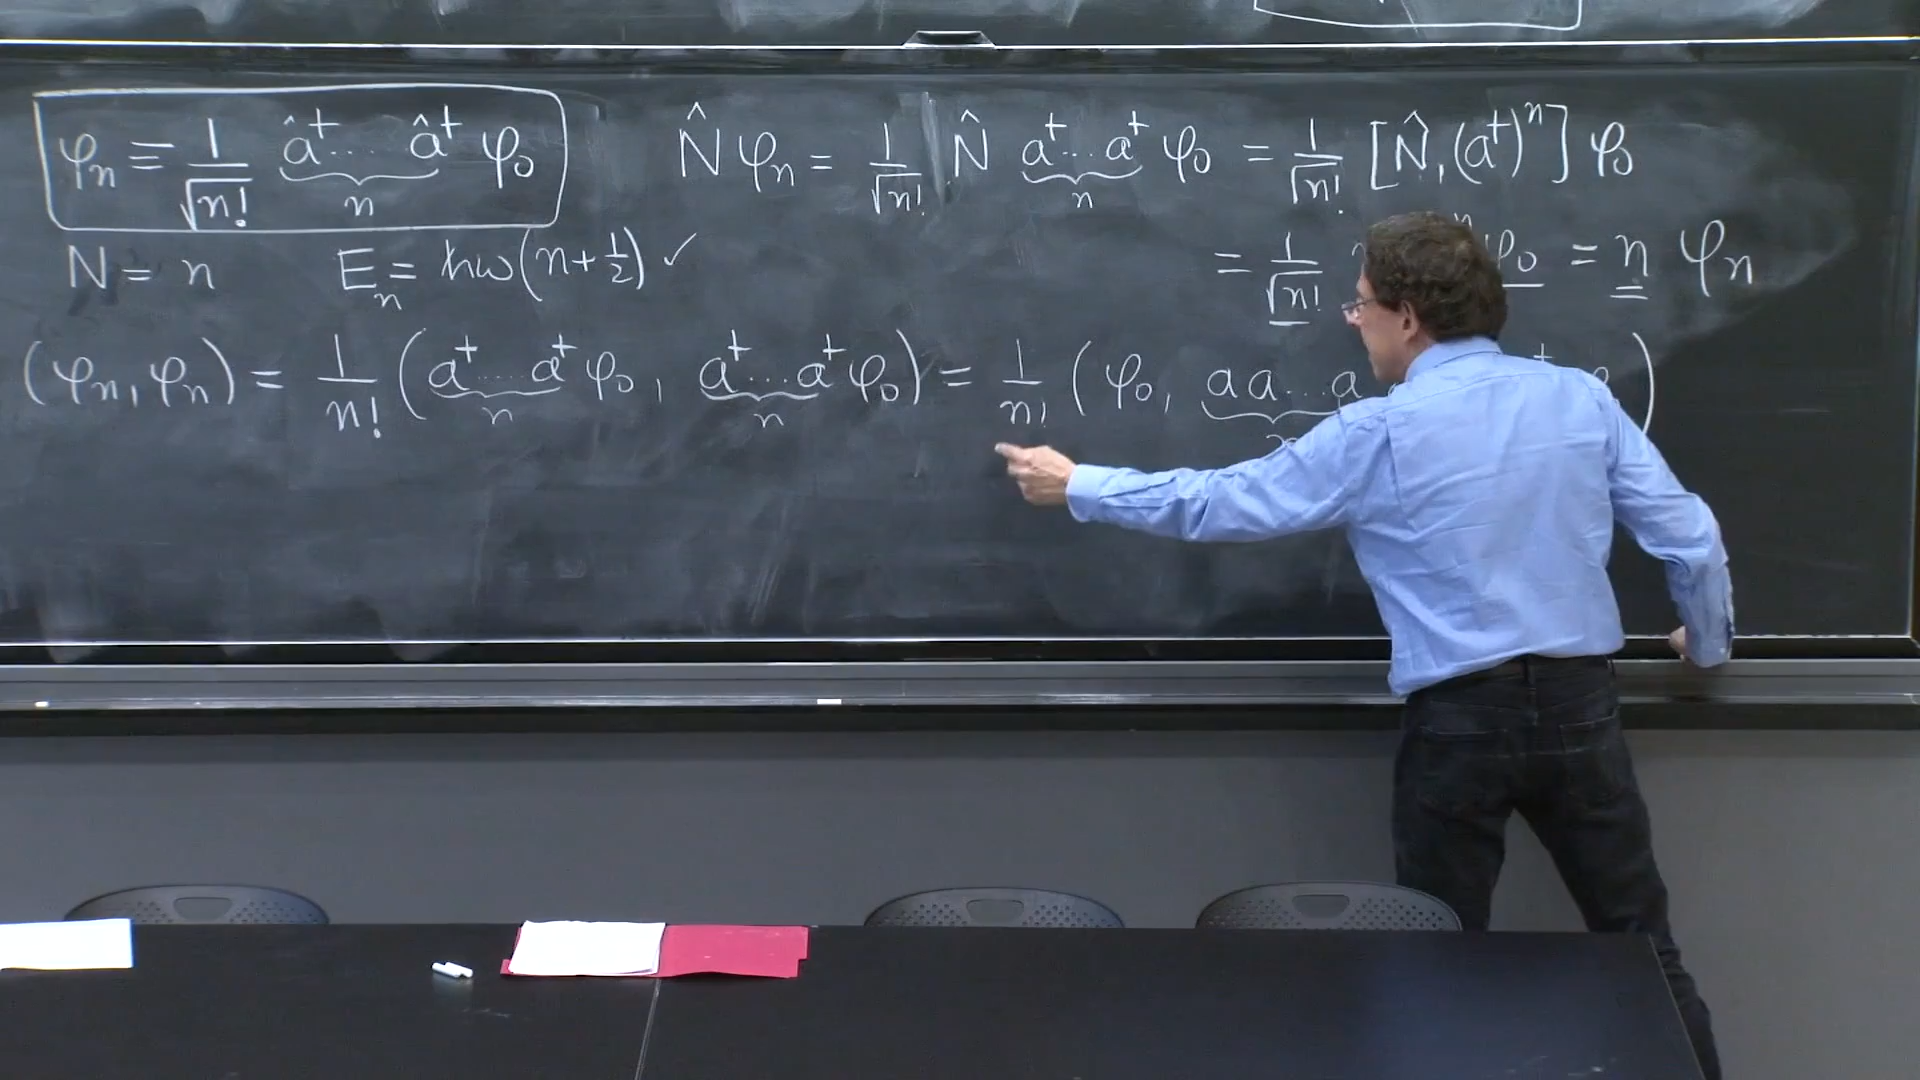 φₙ ≡ 1/√n! â†.... â† φ₀ (n)
N̂φₙ = 1/√n! N̂ a†...a† φ₀ (n) = 1/√n! [N̂,(a†)ⁿ] φ₀
N = n Eₙ = ħω(n+½) ✓
= 1/√n! φ₀ = n φₙ
(φₙ,φₙ) = 1/n! (a†....a†φ₀, a†...a†φ₀) (n) (n) = 1/n! (φ₀, aa...a )